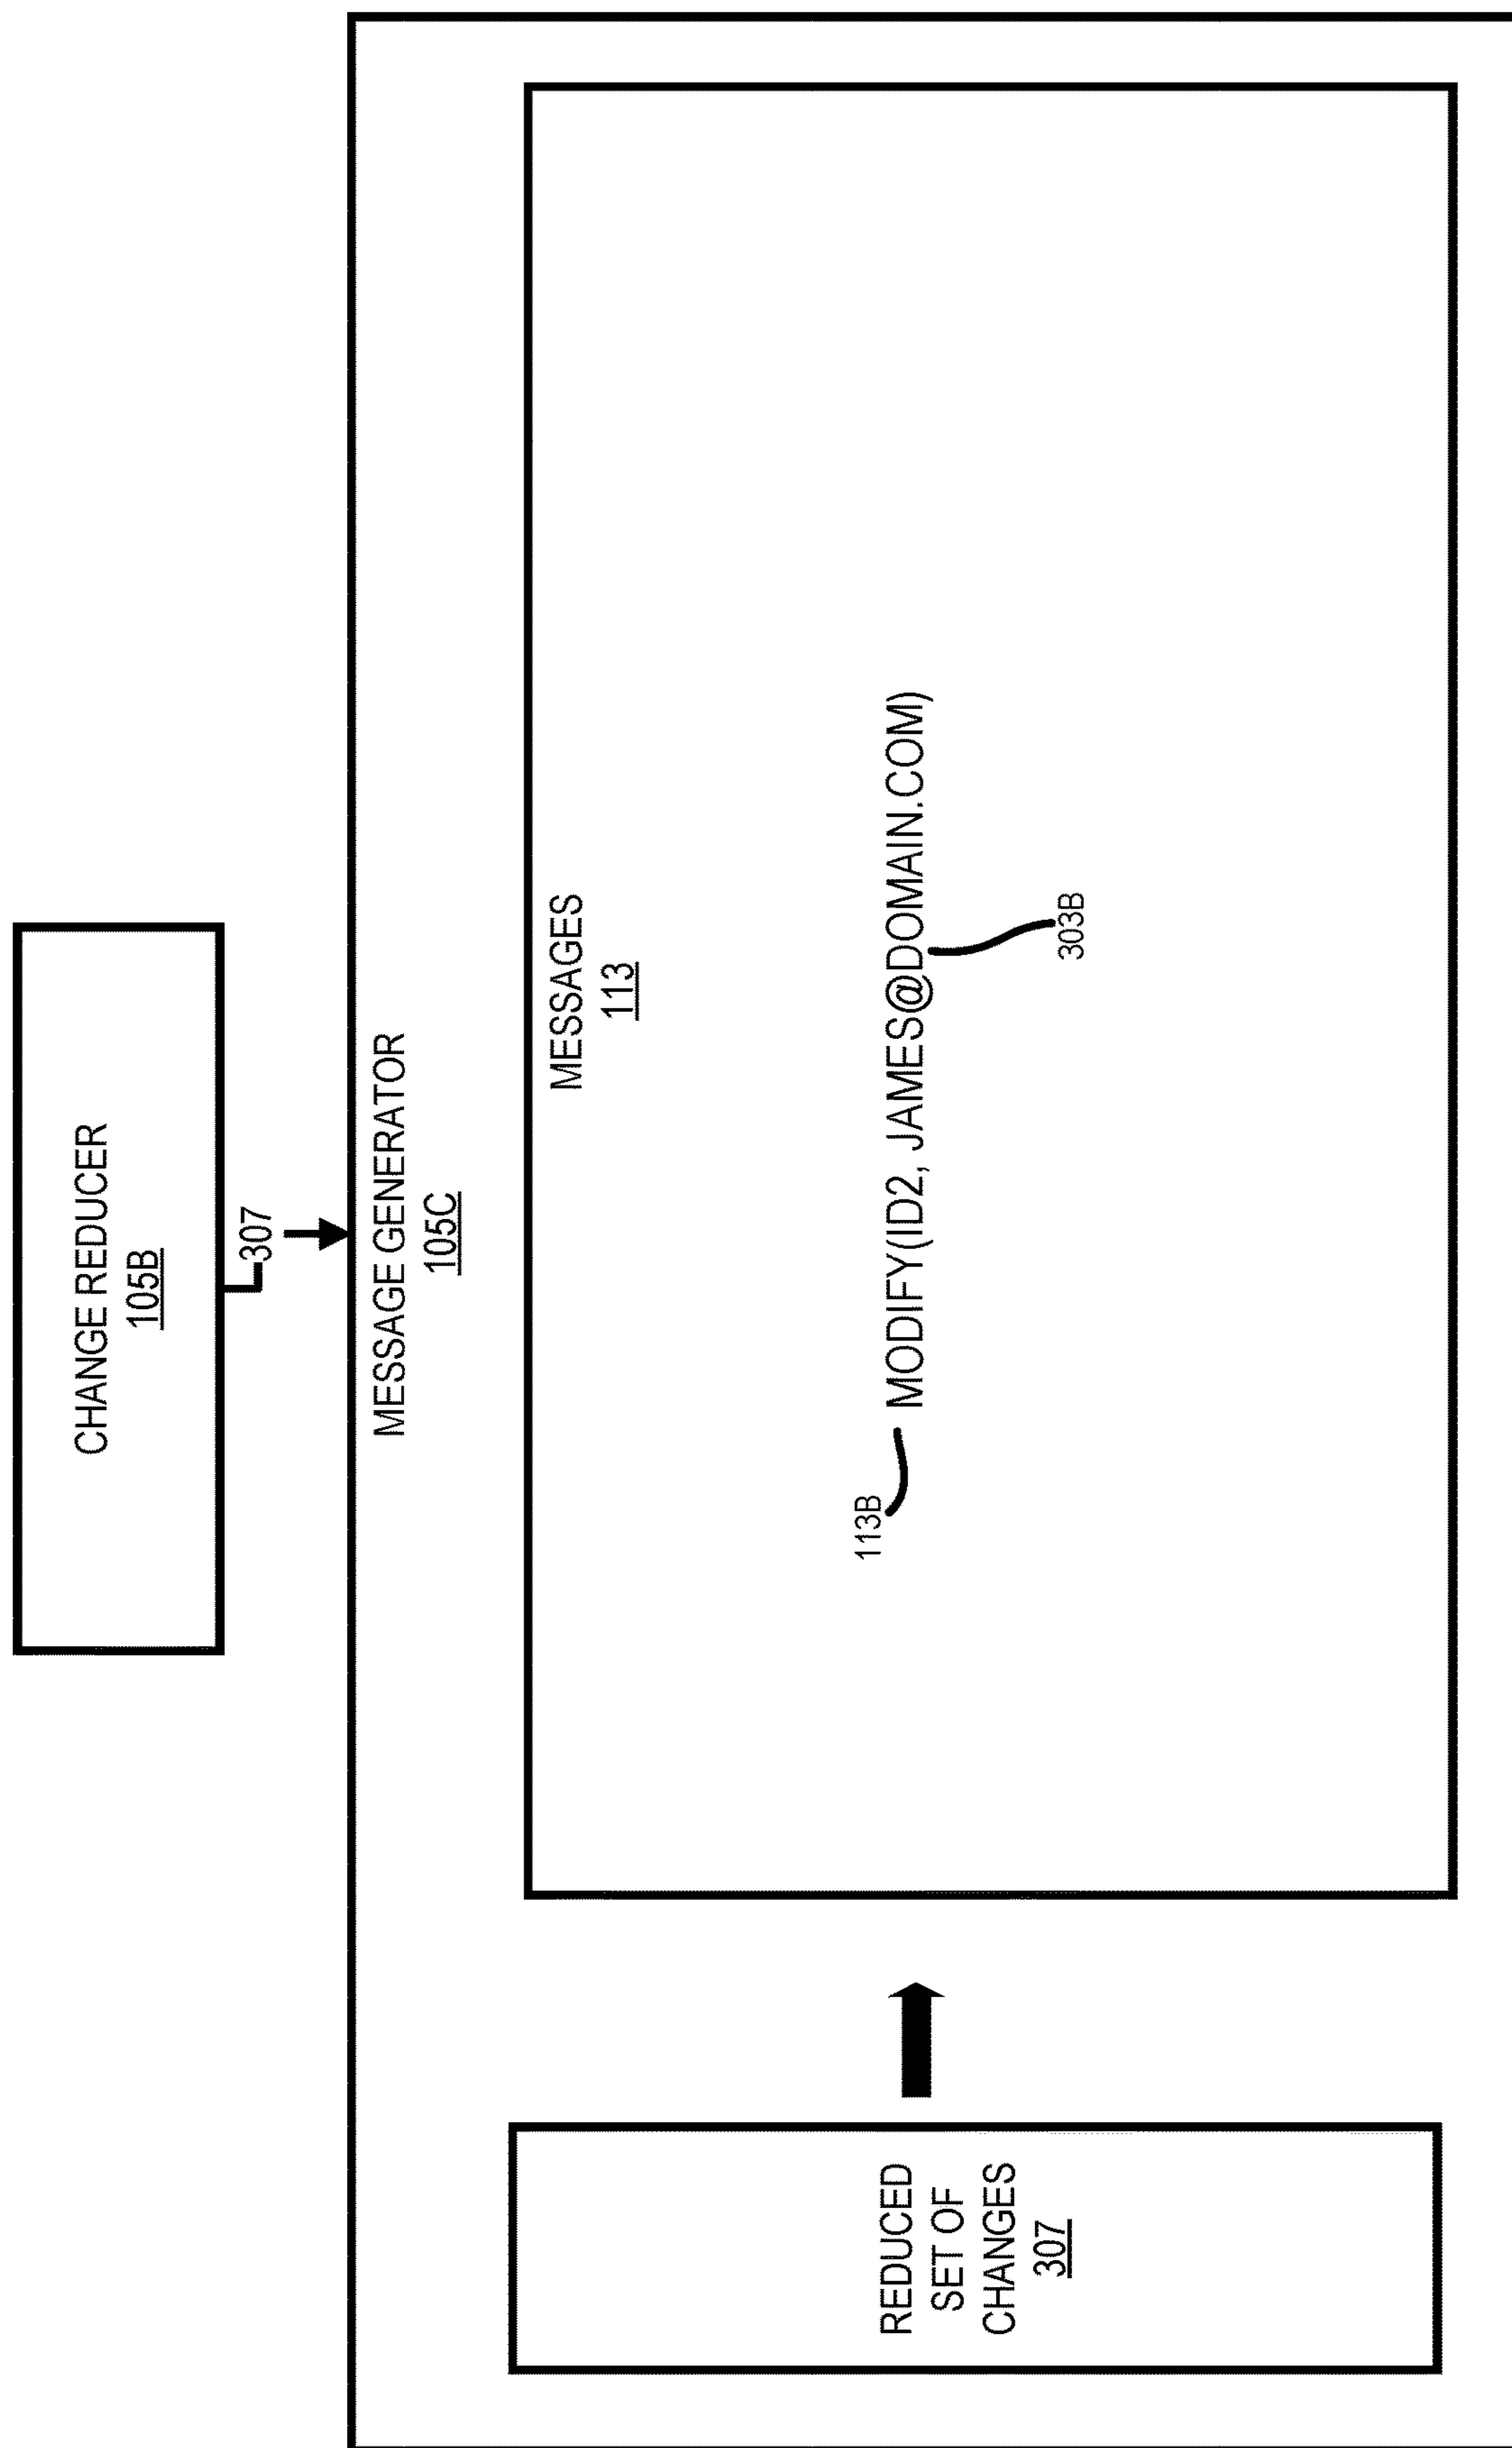 CHANGE REDUCER
105B
307
MESSAGE GENERATOR
105C
REDUCED
SET OF
CHANGES
307
MESSAGES
113
113B
MODIFY(ID2, JAMES@DOMAIN.COM)
303B